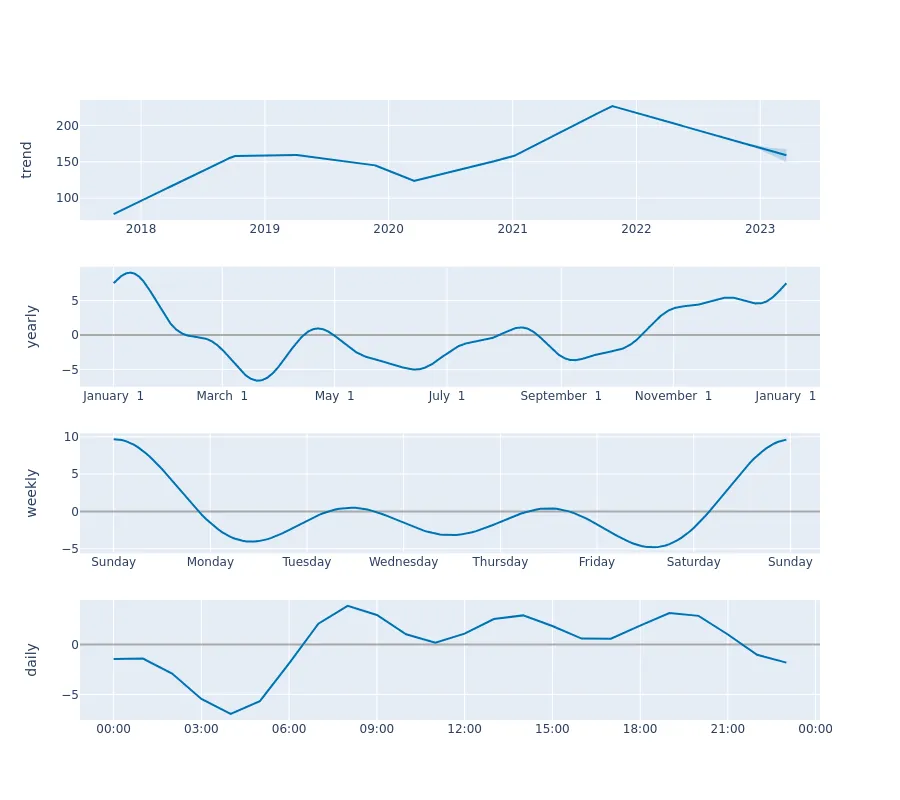 trend
200
150
100
2018 2019 2020 2021 2022 2023
yearly
5
0
−5
January 1 March 1 May 1 July 1 September 1 November 1 January 1
weekly
10
5
0
−5
Sunday Monday Tuesday Wednesday Thursday Friday Saturday Sunday
daily
0
−5
00:00 03:00 06:00 09:00 12:00 15:00 18:00 21:00 00:00